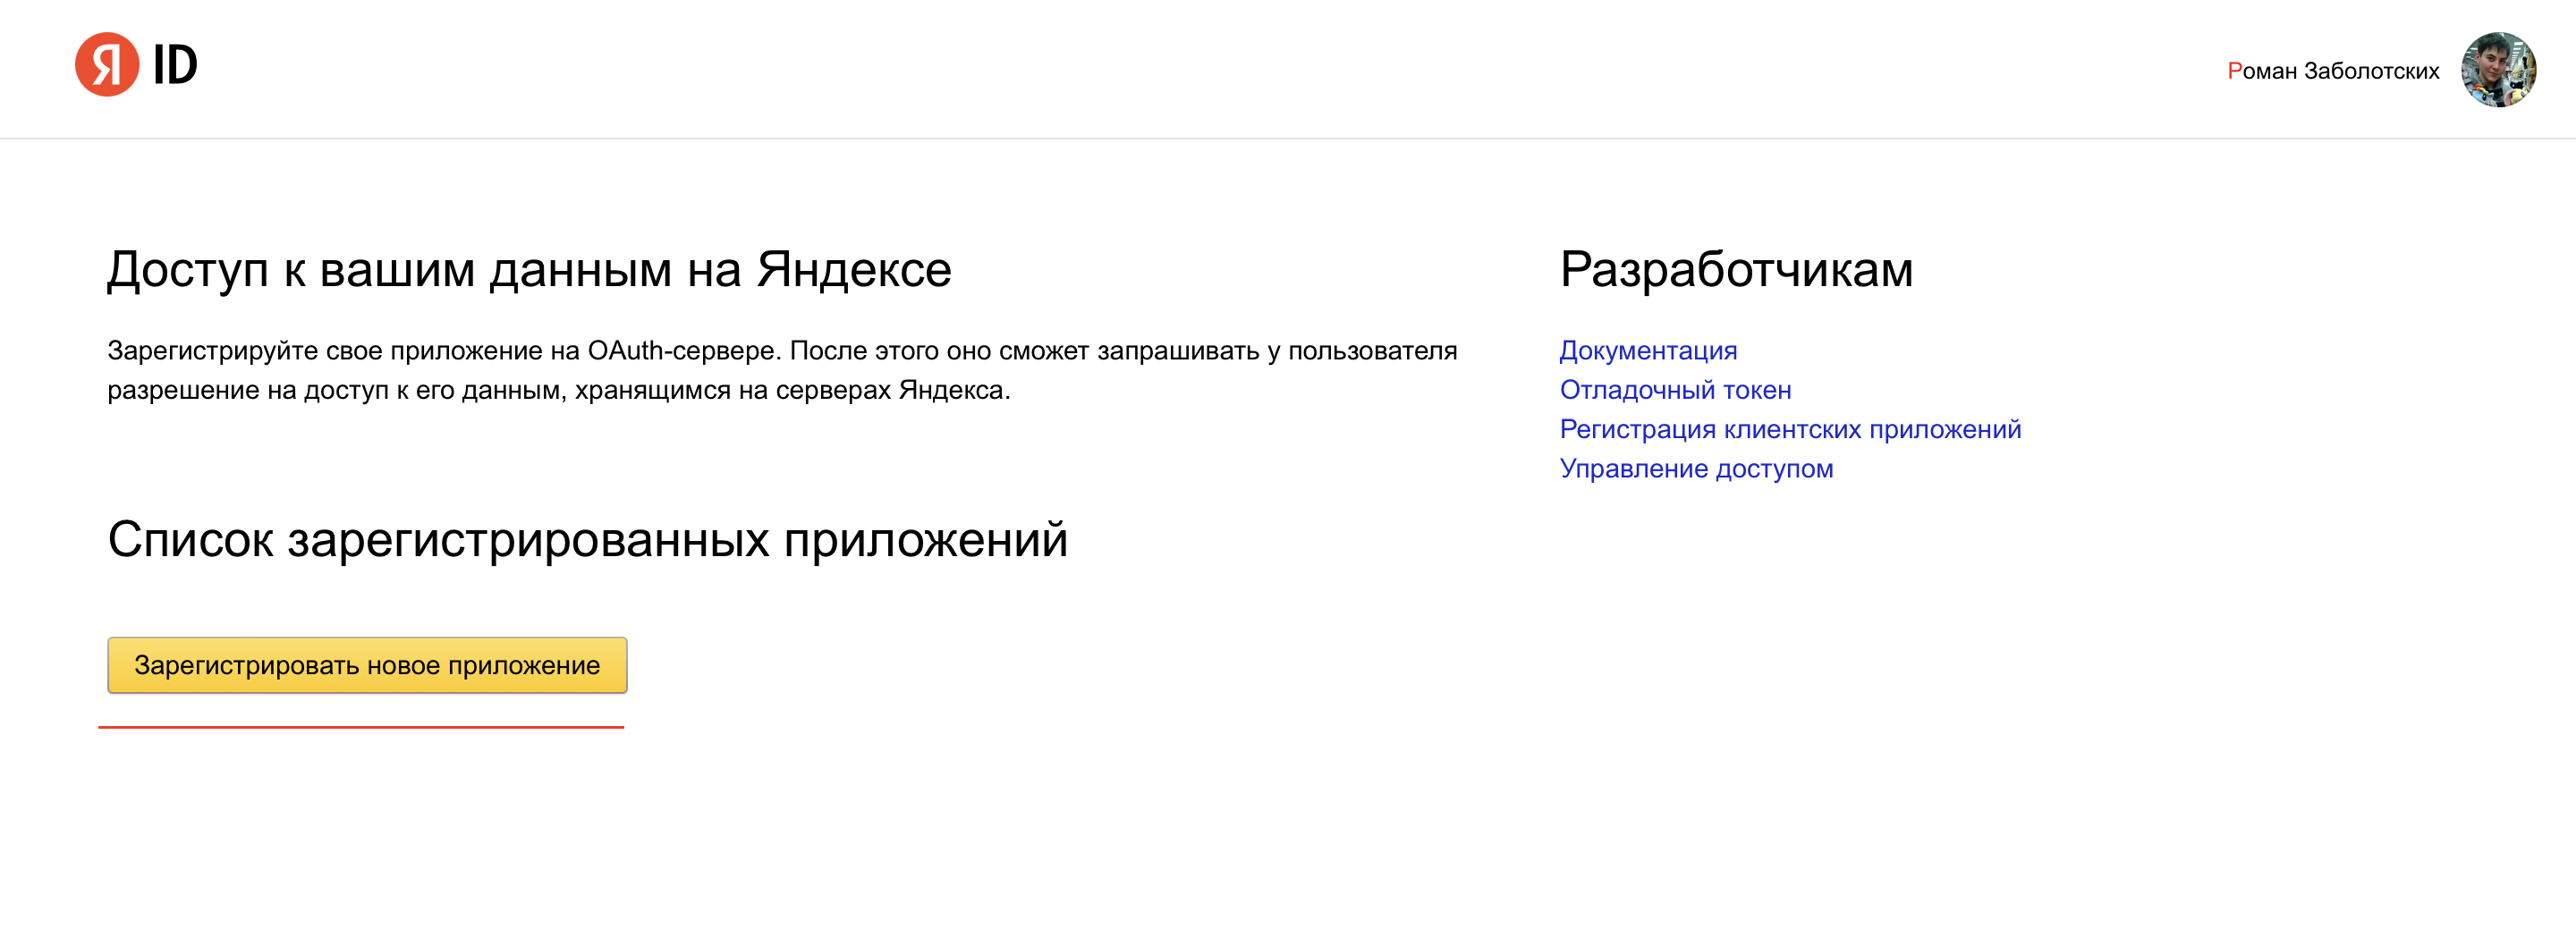 Я ID
Роман Заболотских
Доступ к вашим данным на Яндексе
Зарегистрируйте свое приложение на OAuth-сервере. После этого оно сможет запрашивать у пользователя
разрешение на доступ к его данным, хранящимся на серверах Яндекса.
Список зарегистрированных приложений
Зарегистрировать новое приложение
Разработчикам
Документация
Отладочный токен
Регистрация клиентских приложений
Управление доступом